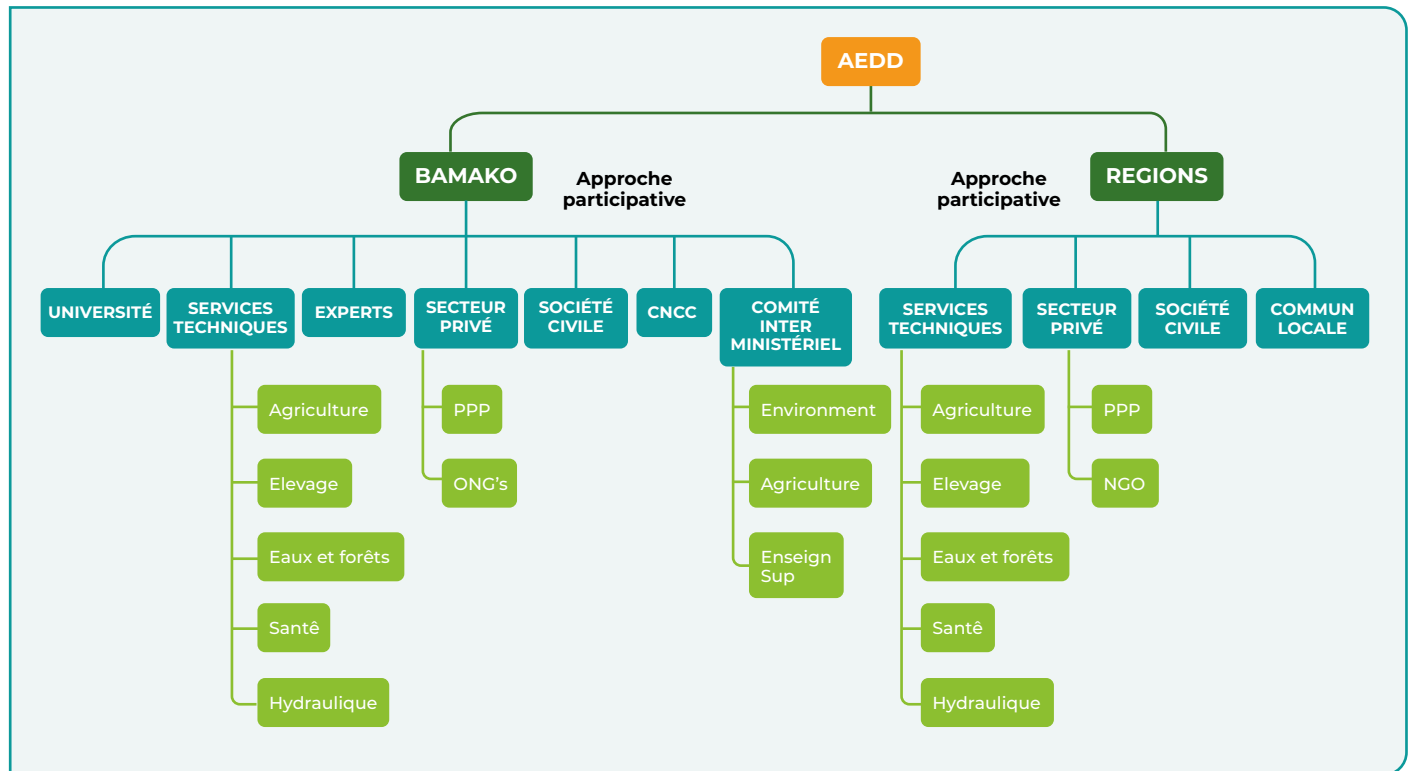 AEDD
BAMAKO
Approche
participative
Approche
participative
REGIONS
UNIVERSITÉ
SERVICES
TECHNIQUES
EXPERTS
SECTEUR
PRIVÉ
SOCIÉTÉ
CIVILE
CNCC
COMITÉ
INTER
MINISTÉRIEL
SERVICES
TECHNIQUES
SECTEUR
PRIVÉ
SOCIÉTÉ
CIVILE
COMMUN
LOCALE
Agriculture
Elevage
Eaux et forêts
Santê
Hydraulique
PPP
ONG's
Environment
Agriculture
Enseign
Sup
Agriculture
Elevage
Eaux et forêts
Santê
Hydraulique
PPP
NGO